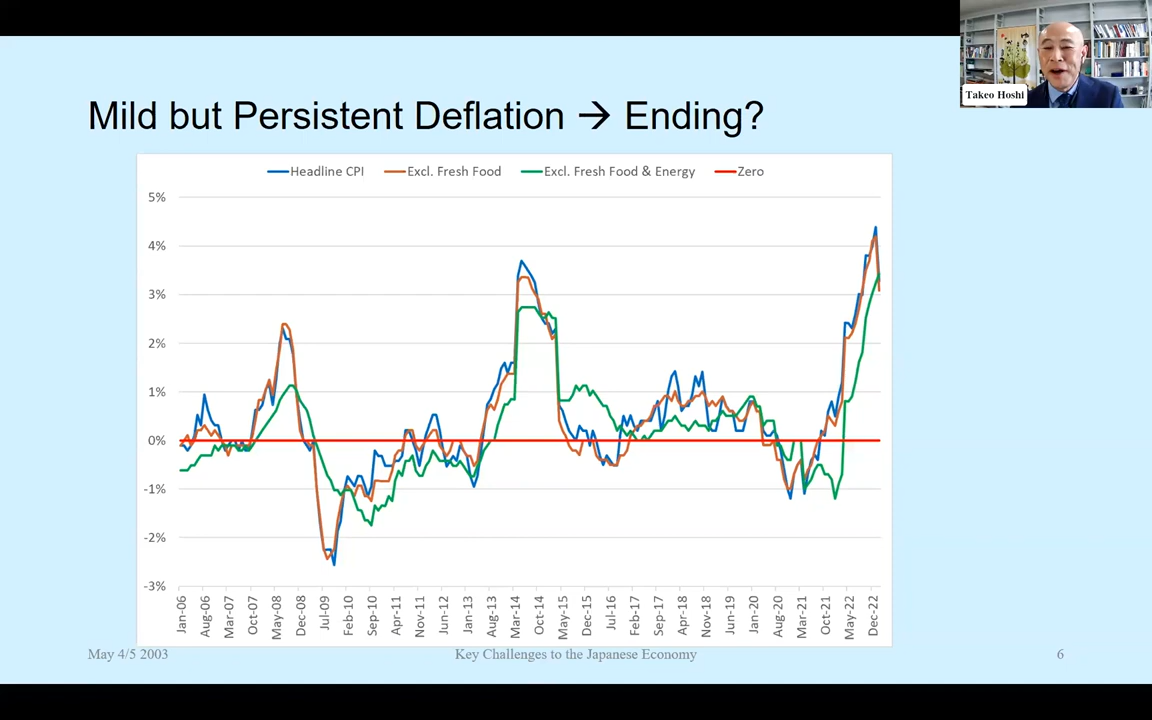 Takeo Hoshi
Mild but Persistent Deflation → Ending?
Headline CPI Excl. Fresh Food Excl. Fresh Food & Energy Zero
5%
4%
3%
2%
1%
0%
-1%
-2%
-3%
Jan-06 Aug-06 Mar-07 Oct-07 May-08 Dec-08 Jul-09 Feb-10 Sep-10 Apr-11 Nov-11 Jun-12 Jan-13 Aug-13 Mar-14 Oct-14 May-15 Dec-15 Jul-16 Feb-17 Sep-17 Apr-18 Nov-18 Jun-19 Jan-20 Aug-20 Mar-21 Oct-21 May-22 Dec-22
May 4/5 2003 Key Challenges to the Japanese Economy 6